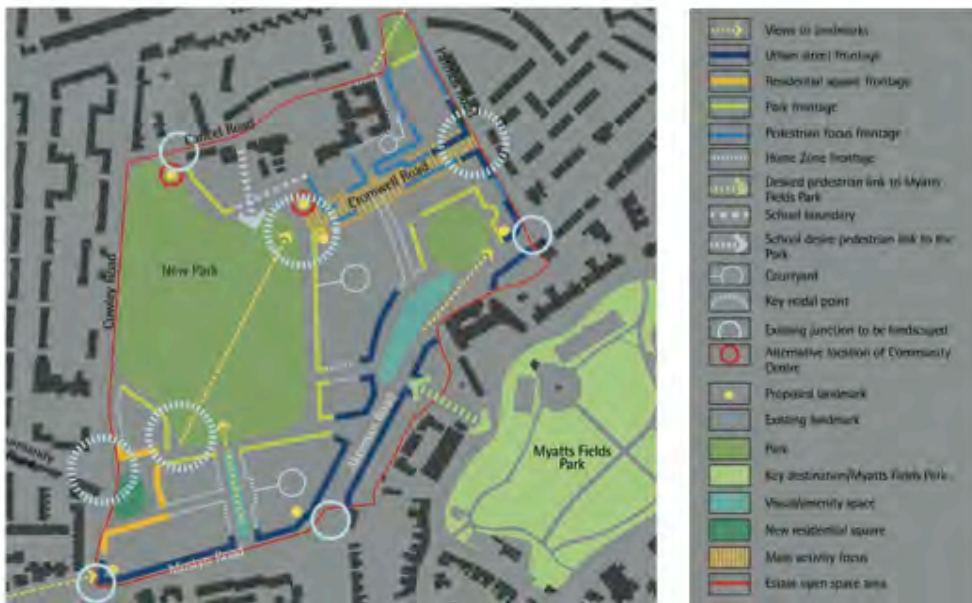 Cancel Road
Cromwell Road
New Park
Cowley Road
Normandy
Mostyn Road
Myatts Fields
Park
Views to landmarks
Urban street frontage
Residential square frontage
Park frontage
Pedestrian focus frontage
Home Zone frontage
Desired pedestrian link to Myatts
Fields Park
School boundary
School desire pedestrian link to the
Park
Courtyard
Key nodal point
Existing junction to be landscaped
Alternative location of Community
Centre
Proposed landmark
Existing landmark
Park
Key destination/Myatts Fields Park
Visual/amenity space
New residential square
Main activity focus
Estate open space area